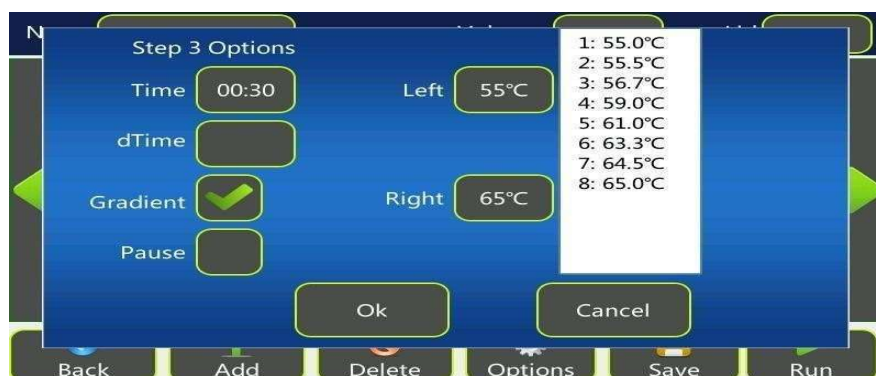 Step 3 Options
Time 00:30
dTime
Gradient
Pause
Left 55℃
Right 65℃
1: 55.0℃
2: 55.5℃
3: 56.7℃
4: 59.0℃
5: 61.0℃
6: 63.3℃
7: 64.5℃
8: 65.0℃
Ok
Cancel
Back
Add
Delete
Options
Save
Run